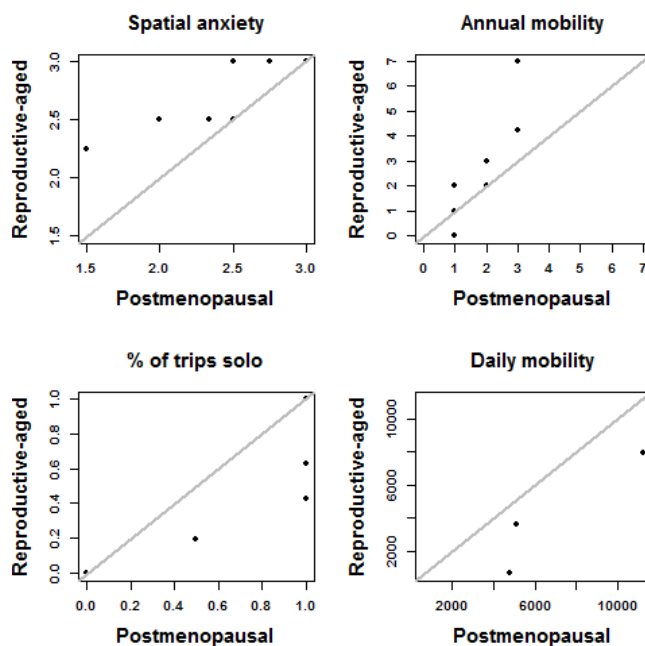 Spatial anxiety
Reproductive-aged
1.5 2.0 2.5 3.0
1.5 2.0 2.5 3.0
Postmenopausal
Annual mobility
Reproductive-aged
0 1 2 3 4 5 6 7
0 1 2 3 4 5 6 7
Postmenopausal
% of trips solo
Reproductive-aged
0.0 0.2 0.4 0.6 0.8 1.0
0.0 0.2 0.4 0.6 0.8 1.0
Postmenopausal
Daily mobility
Reproductive-aged
2000 6000 10000
2000 6000 10000
Postmenopausal